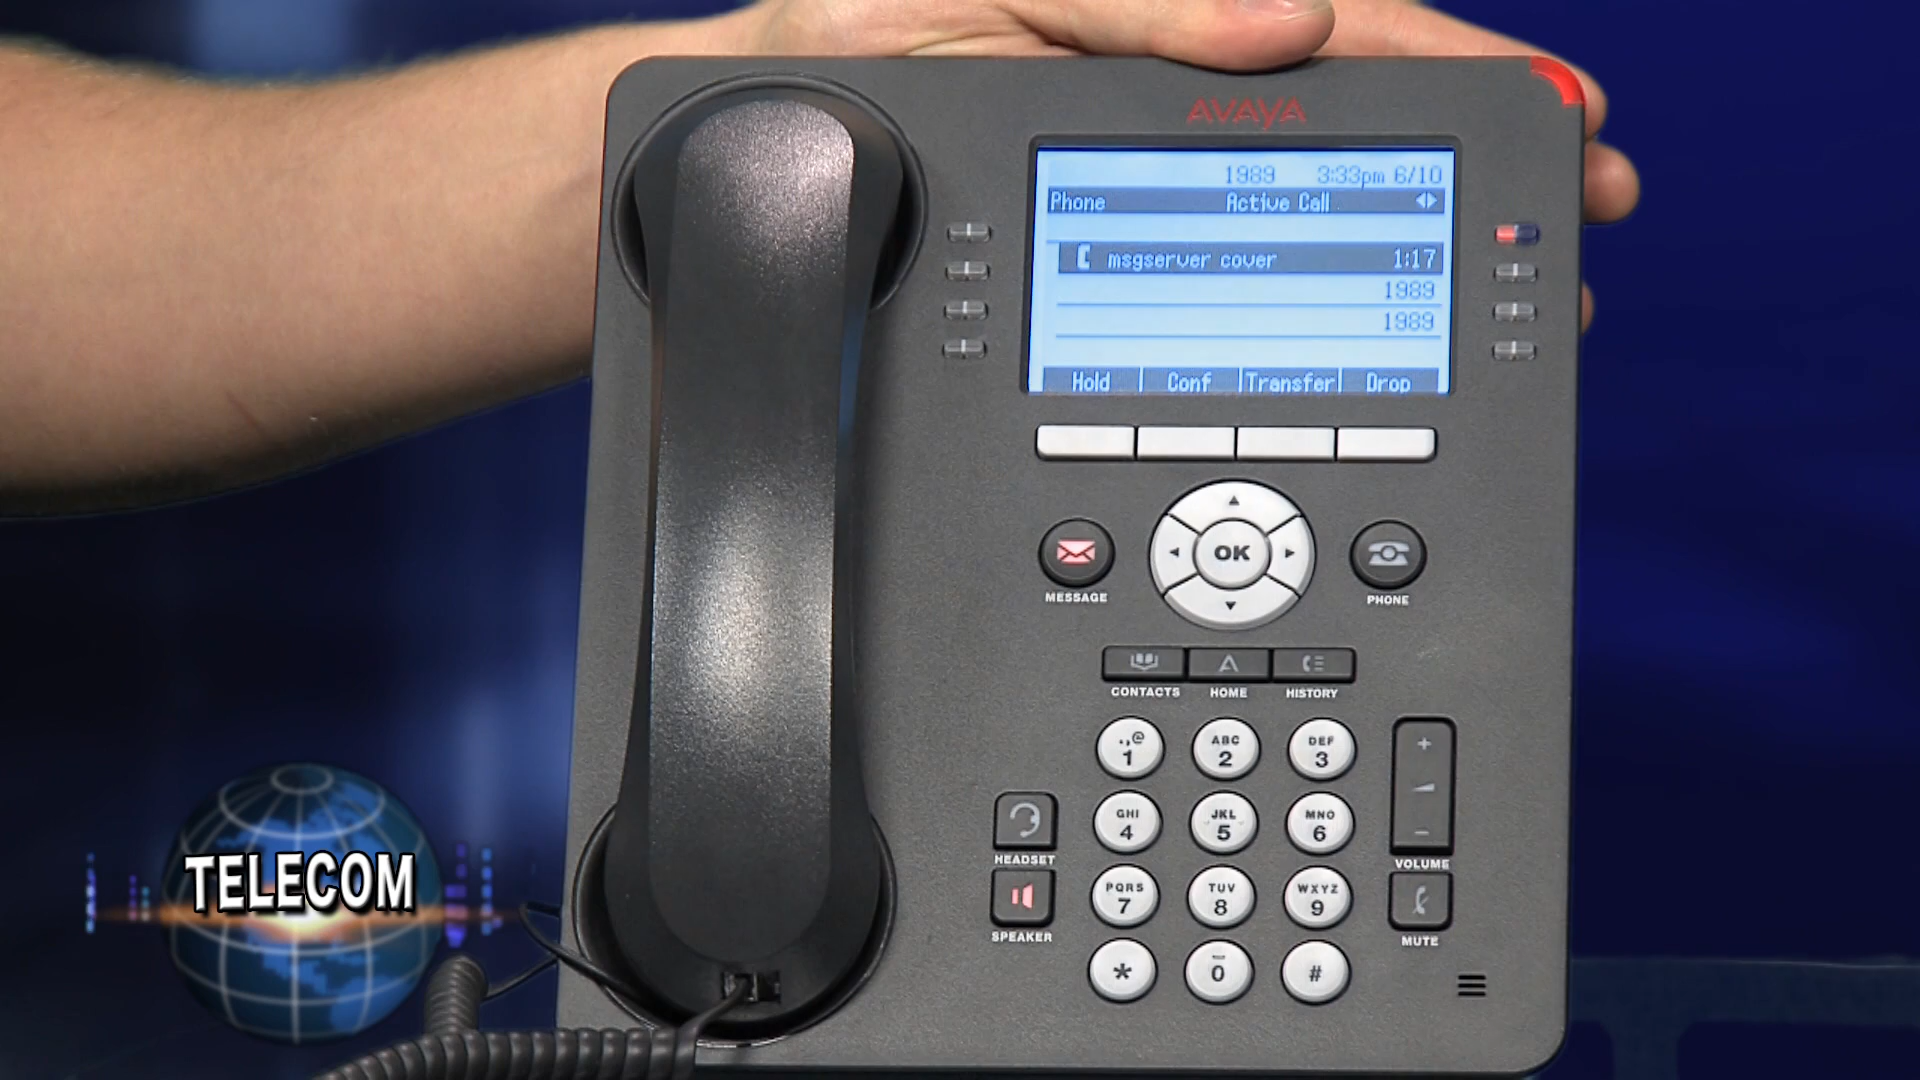 AVAYA
1989 3:33pm 6/10
Phone Active Call
msgserver cover 1:17
1989
1989
Hold Conf Transfer Drop
OK
MESSAGE
PHONE
CONTACTS HOME HISTORY
.,@ 1
ABC 2
DEF 3
+
GHI 4
JKL 5
MNO 6
-
HEADSET
VOLUME
PQRS 7
TUV 8
WXYZ 9
SPEAKER
MUTE
* 0 #
TELECOM